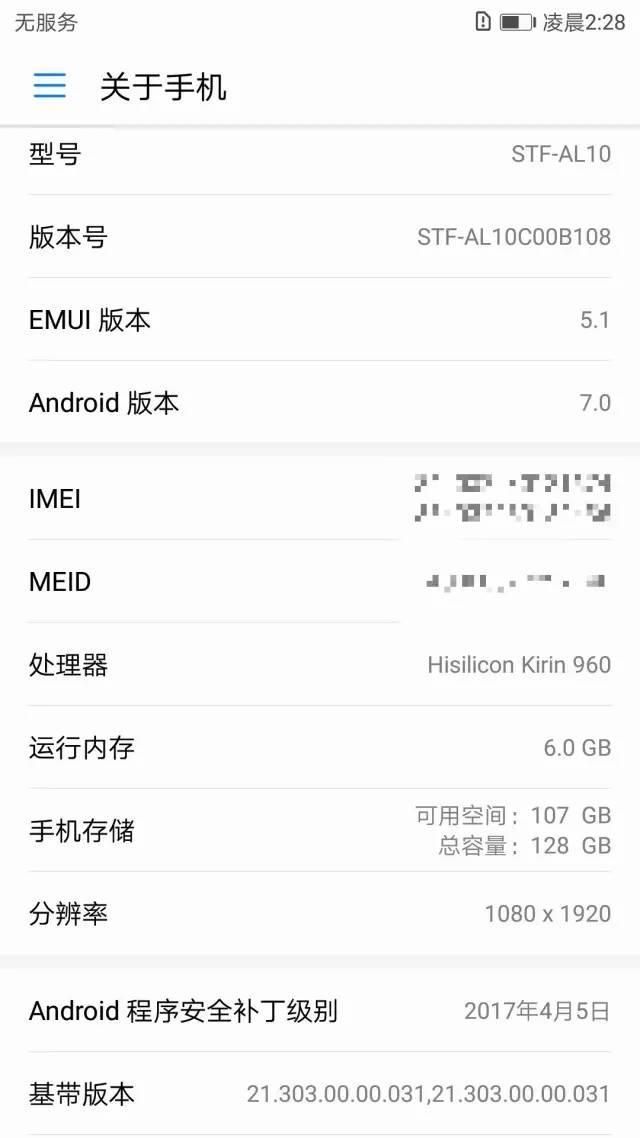 无服务 凌晨2:28
关于手机
型号 STF-AL10
版本号 STF-AL10C00B108
EMUI 版本 5.1
Android 版本 7.0
IMEI
MEID
处理器 Hisilicon Kirin 960
运行内存 6.0 GB
手机存储 可用空间：107 GB
总容量：128 GB
分辨率 1080 x 1920
Android 程序安全补丁级别 2017年4月5日
基带版本 21.303.00.00.031,21.303.00.00.031